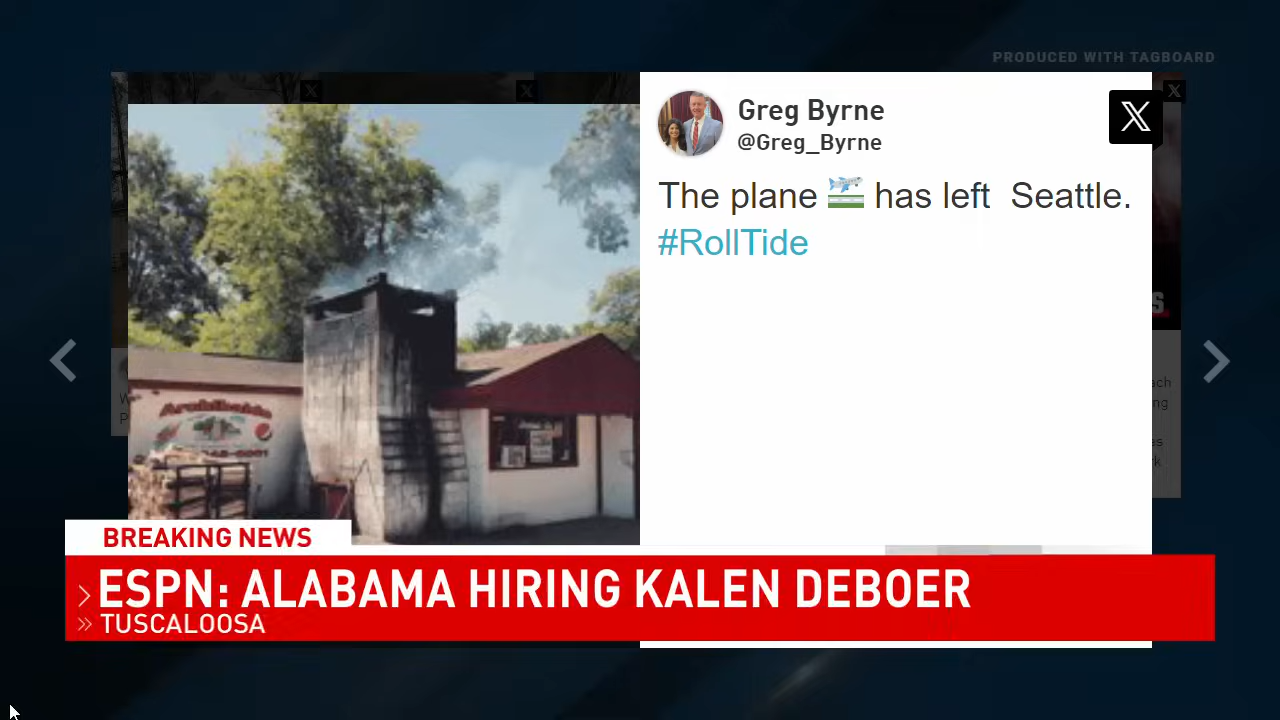 PRODUCED WITH TAGBOARD
Greg Byrne
@Greg_Byrne
The plane 🛫 has left Seattle.
#RollTide
Archibalds
BREAKING NEWS
ESPN: ALABAMA HIRING KALEN DEBOER
TUSCALOOSA